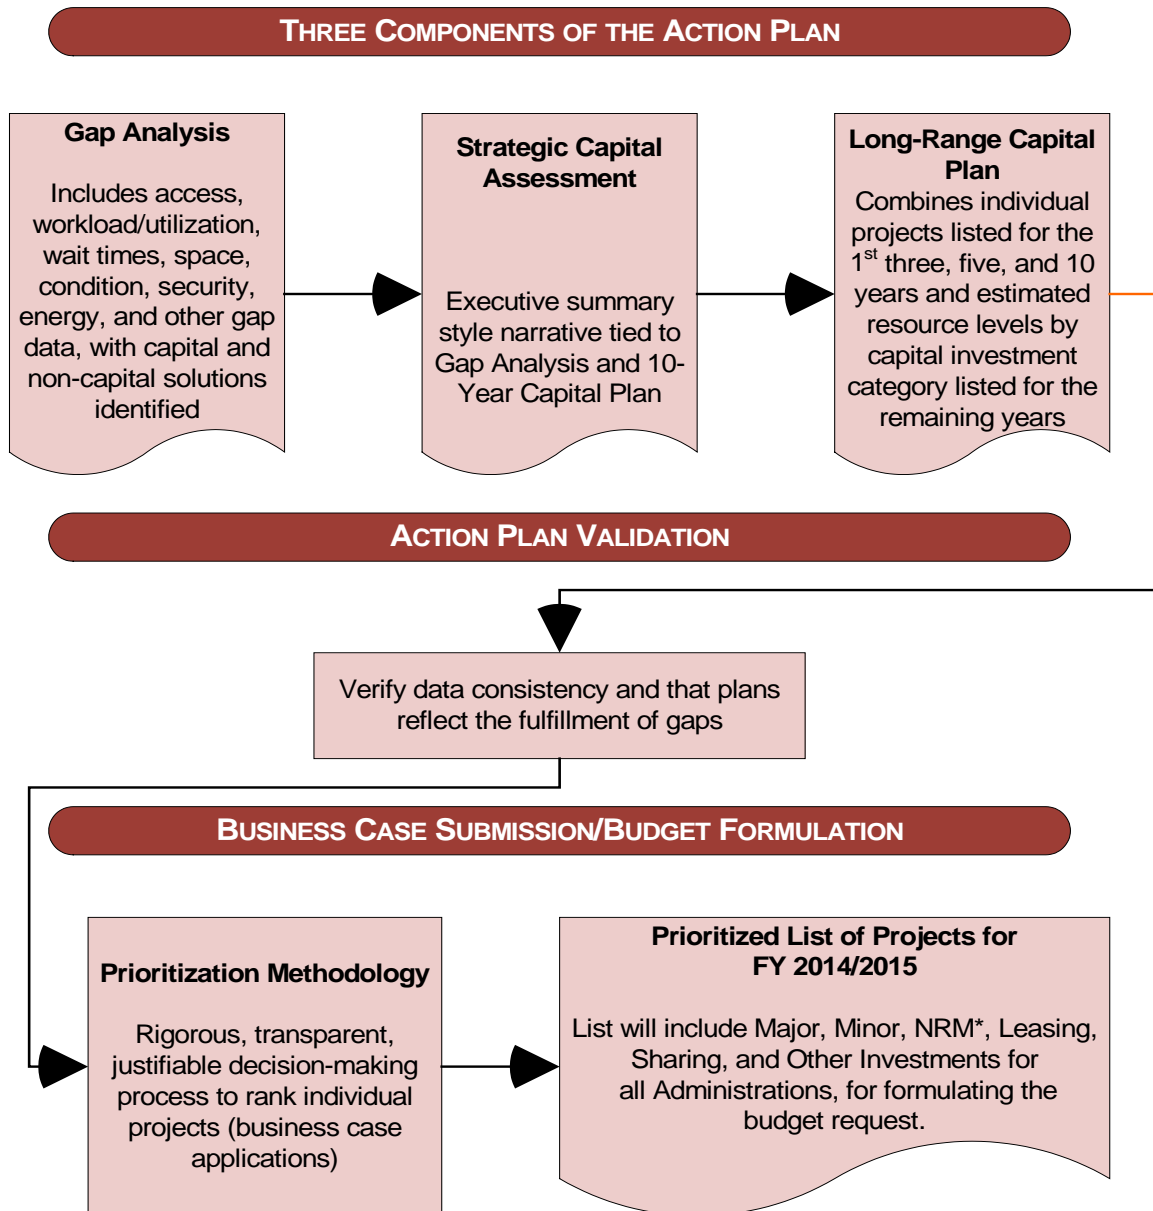 THREE COMPONENTS OF THE ACTION PLAN
Gap Analysis
Includes access,
workload/utilization,
wait times, space,
condition, security,
energy, and other gap
data, with capital and
non-capital solutions
identified
Strategic Capital
Assessment
Executive summary
style narrative tied to
Gap Analysis and 10-
Year Capital Plan
Long-Range Capital
Plan
Combines individual
projects listed for the
1st three, five, and 10
years and estimated
resource levels by
capital investment
category listed for the
remaining years
ACTION PLAN VALIDATION
Verify data consistency and that plans
reflect the fulfillment of gaps
BUSINESS CASE SUBMISSION/BUDGET FORMULATION
Prioritization Methodology
Rigorous, transparent,
justifiable decision-making
process to rank individual
projects (business case
applications)
Prioritized List of Projects for
FY 2014/2015
List will include Major, Minor, NRM*, Leasing,
Sharing, and Other Investments for
all Administrations, for formulating the
budget request.